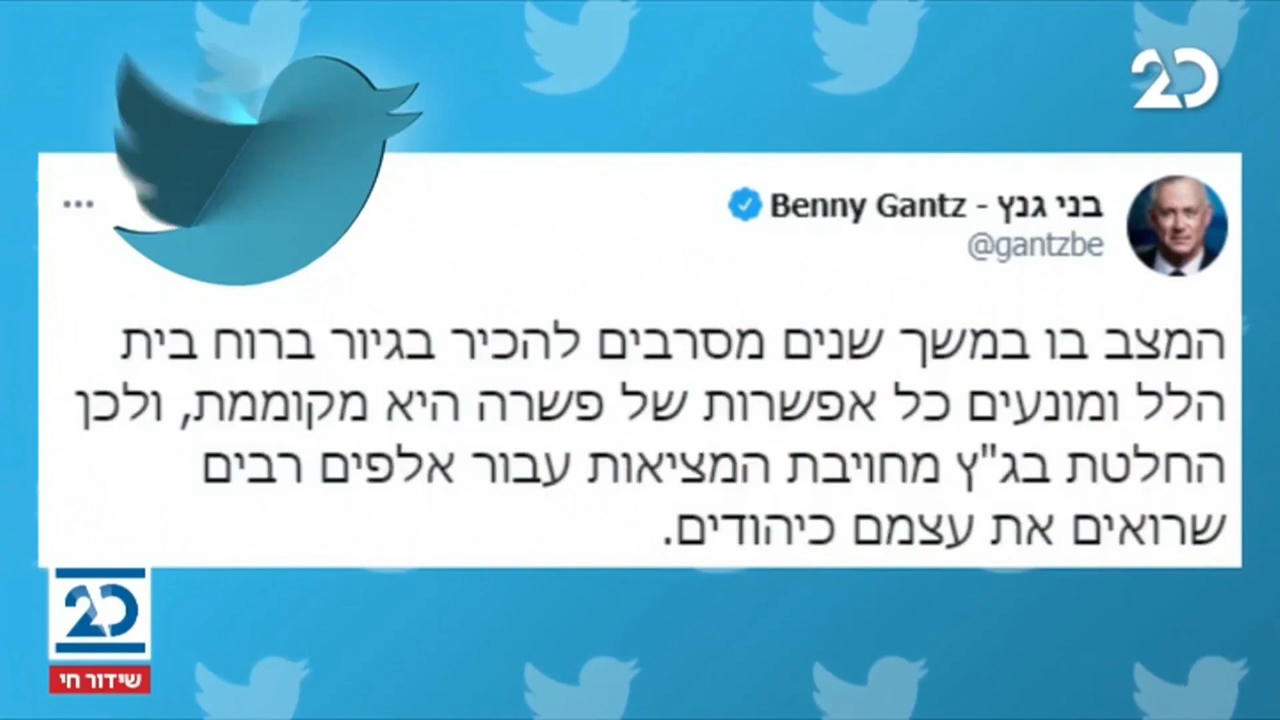 20
בני גנץ - Benny Gantz
@gantzbe
המצב בו במשך שנים מסרבים להכיר בגיור ברוח בית
הלל ומונעים כל אפשרות של פשרה היא מקוממת, ולכן
החלטת בג"ץ מחויבת המציאות עבור אלפים רבים
שרואים את עצמם כיהודים.
20
שידור חי